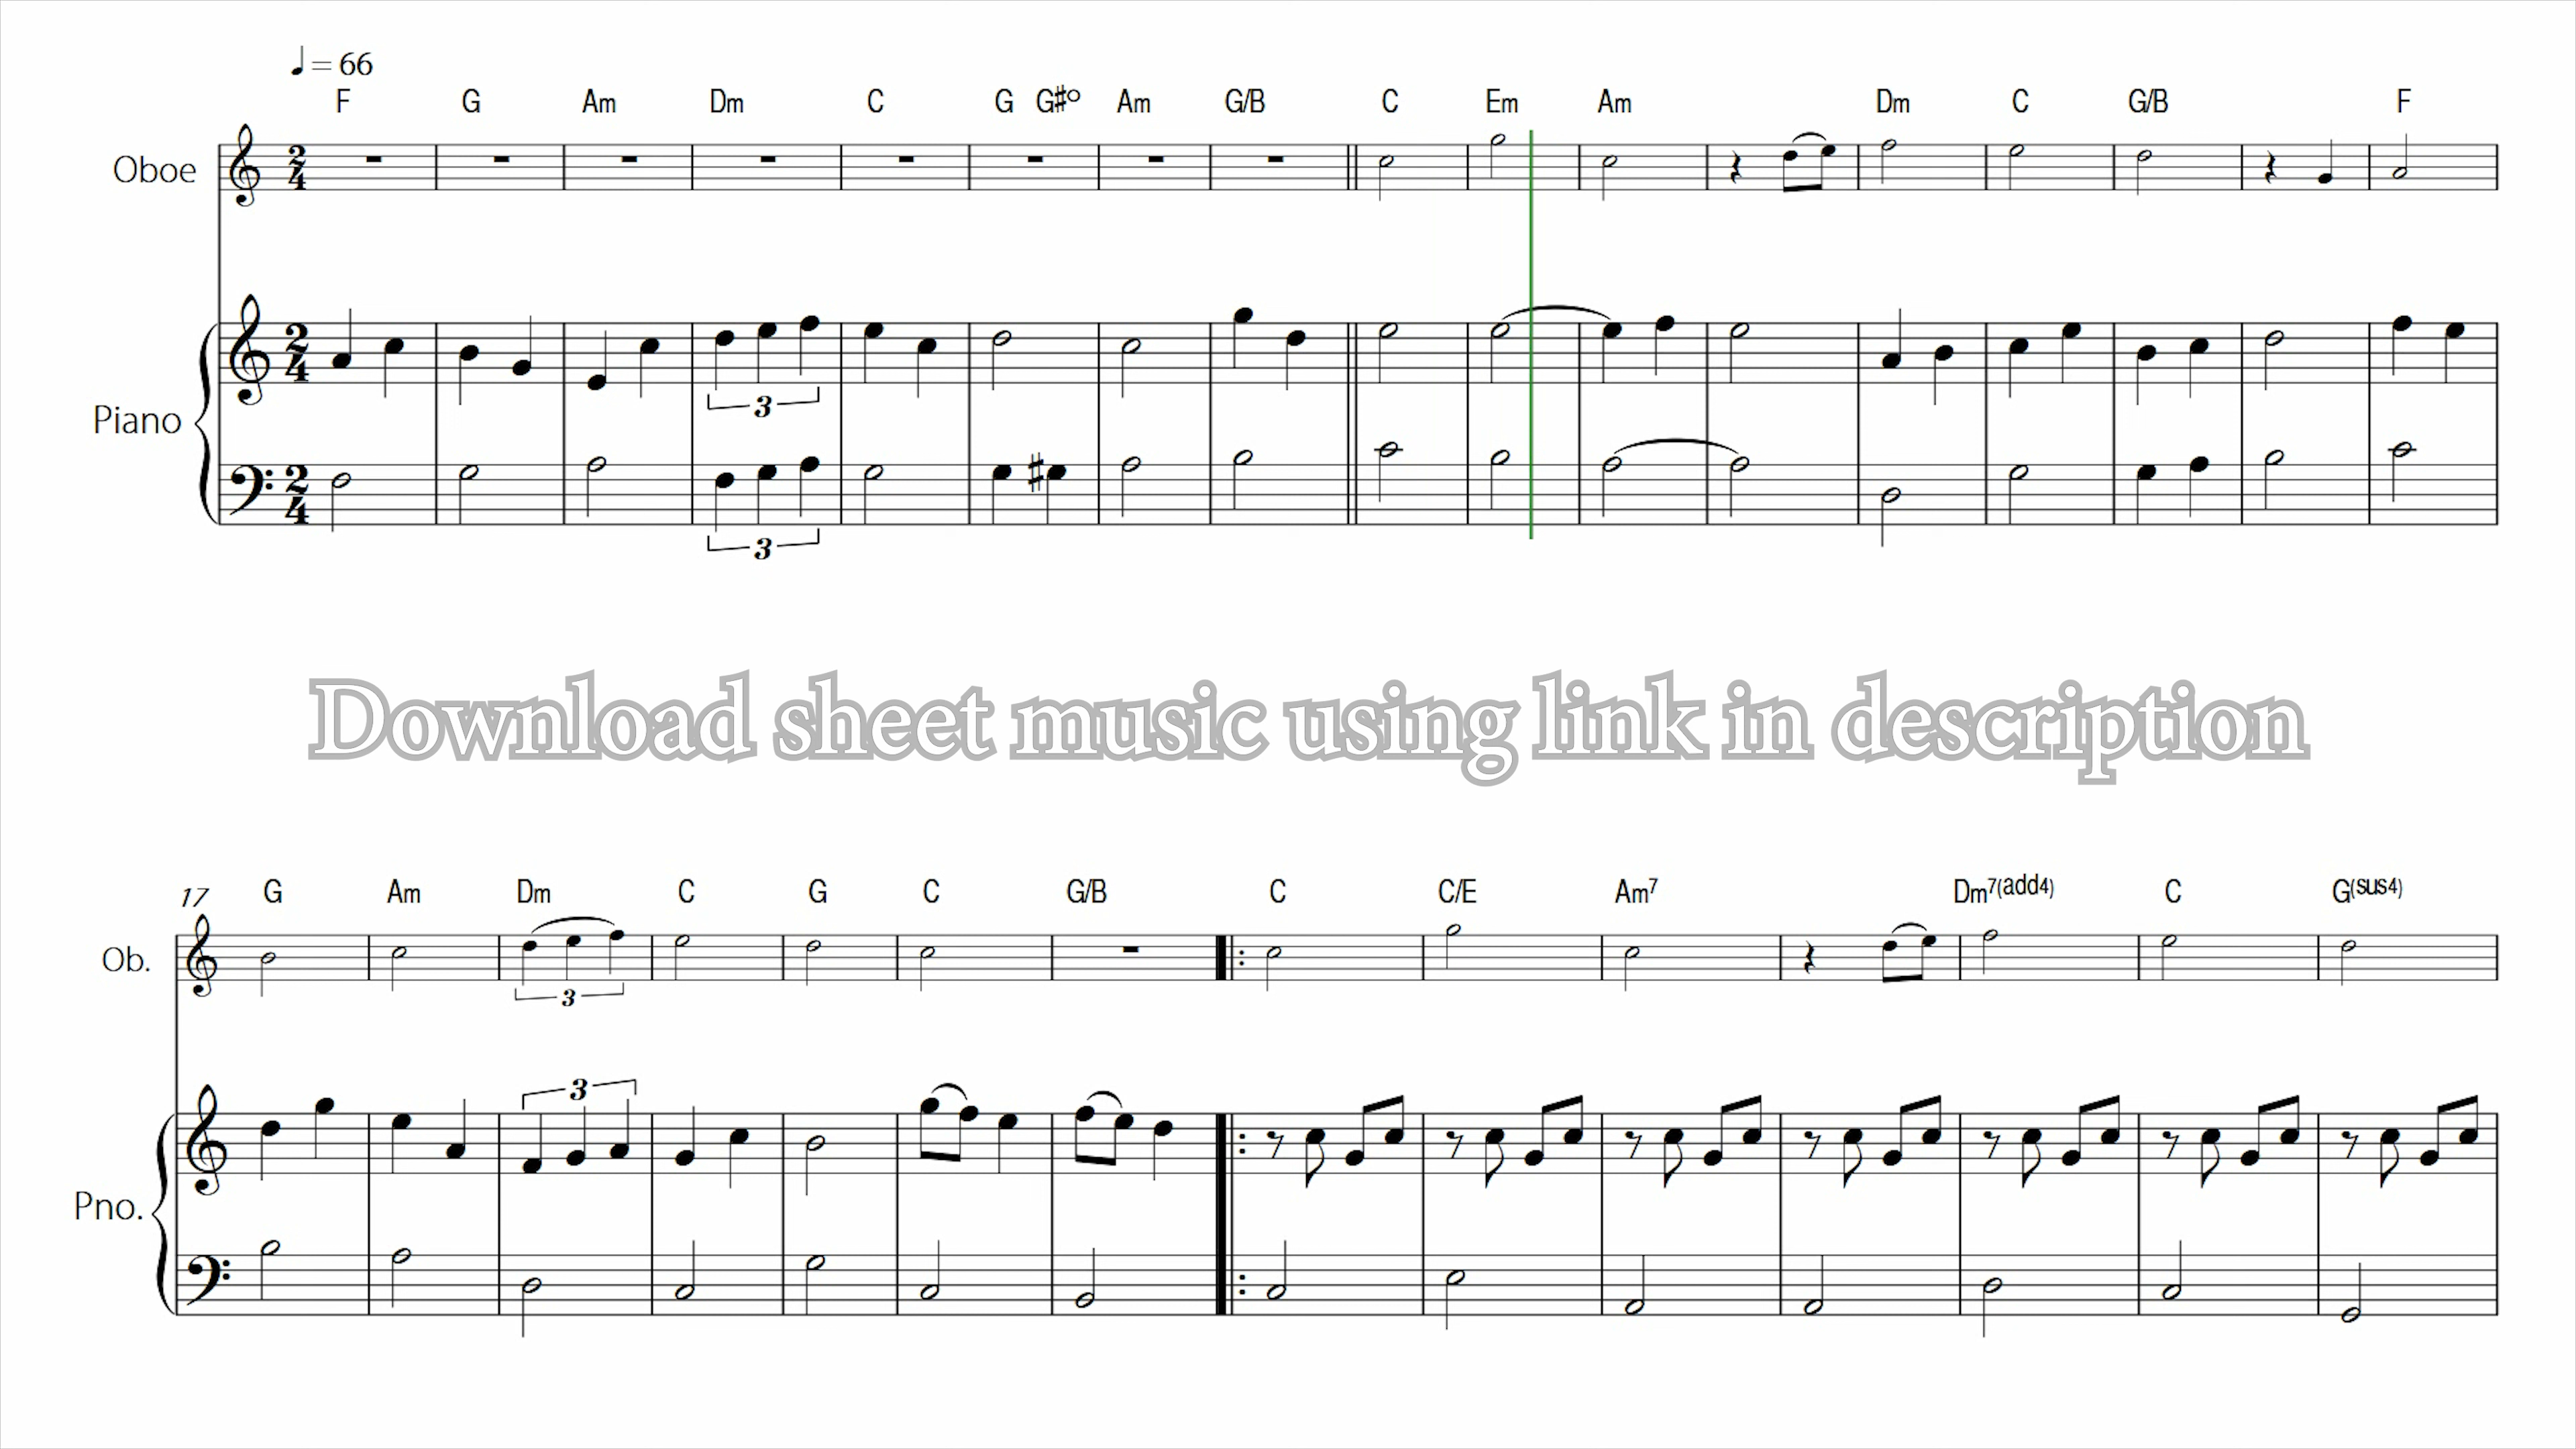 ♩= 66
F G Am Dm C G G#° Am G/B C Em Am Dm C G/B F
Oboe
2/4
Piano
2/4
2/4
3
3
Download sheet music using link in description
17 G Am Dm C G C G/B C C/E Am7 Dm7(add4) C G(sus4)
Ob.
3
3
Pno.